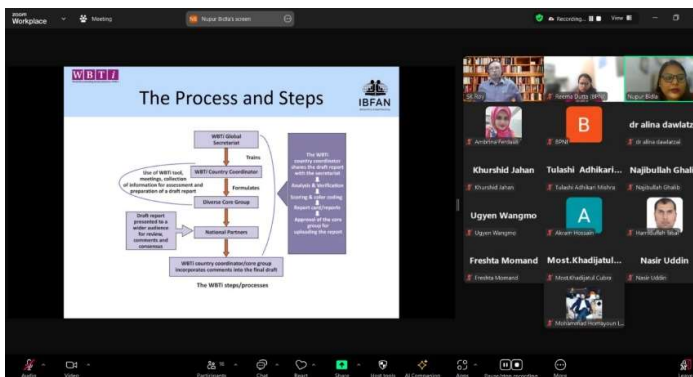 zoom
Workplace
Meeting
NB Nupur Bidla's screen
Recording...
View
WBTi
The Process and Steps
IBFAN
WBTi Global
Secretariat
Trains
Use of WBTi tool,
meetings, collection
of information for assessment and
preparation of a draft report
WBTi Country Coordinator
Formulates
Diverse Core Group
Draft report
presented to a
wider audience
for review,
comments and
consensus
National Partners
WBTi country coordinator/core group
incorporates comments into the final draft
The WBTi steps/processes
The WBTi
country coordinator
shares the draft report
with the secretariat
Analysis & Verification
Scoring & color coding
Report card/reports
Approval of the core
group for
uploading the report
Reema Dutta (BPNI)
Nupur Bidla
Ambrina Ferdausi
B
BPNI
dr alina dawlatz
dr alina dawlatzai
Khurshid Jahan
Khurshid Jahan
Tulashi Adhikari...
Tulashi Adhikari Mishra
Najibullah Ghalib
Najibullah Ghalib
Ugyen Wangmo
Ugyen Wangmo
A
Akram Hossain
Freshta Momand
Freshta Momand
Most.Khadijatul...
Most.Khadijatul Cubra
Nasir Uddin
Nasir Uddin
Mohammad Homayoun L...
Audio
Video
Participants
Chat
React
Share
Host tools
AI Companion
Apps
Pause/stop recording
More
Leave